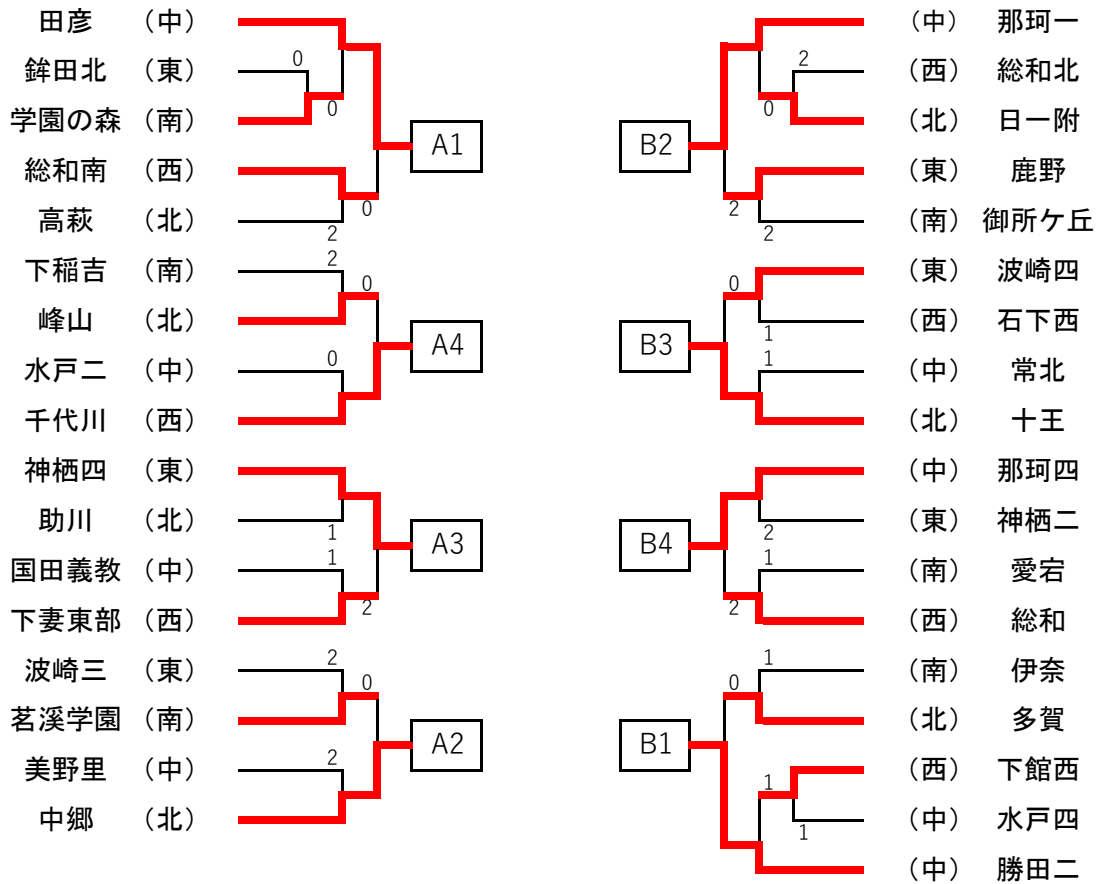 田彦 （中）
鉾田北 （東） 0
学園の森 （南） 0
総和南 （西） 0
高萩 （北） 2
下稲吉 （南） 2
峰山 （北） 0
水戸二 （中） 0
千代川 （西）
神栖四 （東）
助川 （北） 1
国田義教 （中） 1
下妻東部 （西） 2
波崎三 （東） 2
茗溪学園 （南） 0
美野里 （中） 2
中郷 （北）
A1
A4
A3
A2
B2
B3
B4
B1
（中） 那珂一
2 （西） 総和北
0 （北） 日一附
（東） 鹿野
2 2 （南） 御所ケ丘
0 （東） 波崎四
1 （西） 石下西
1 （中） 常北
（北） 十王
（中） 那珂四
2 （東） 神栖二
1 （南） 愛宕
2 （西） 総和
1 （南） 伊奈
0 （北） 多賀
1 （西） 下館西
1 （中） 水戸四
（中） 勝田二